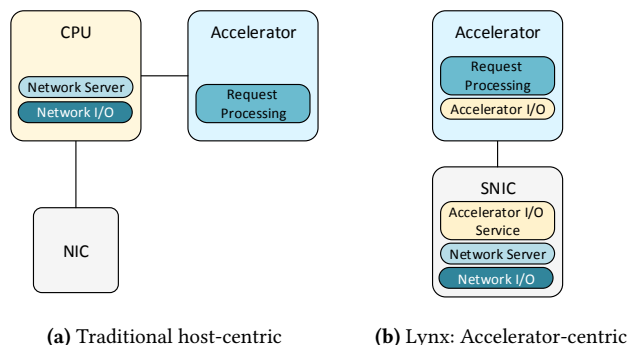 CPU
Network Server
Network I/O
Accelerator
Request
Processing
NIC
(a) Traditional host-centric
Accelerator
Request
Processing
Accelerator I/O
SNIC
Accelerator I/O
Service
Network Server
Network I/O
(b) Lynx: Accelerator-centric